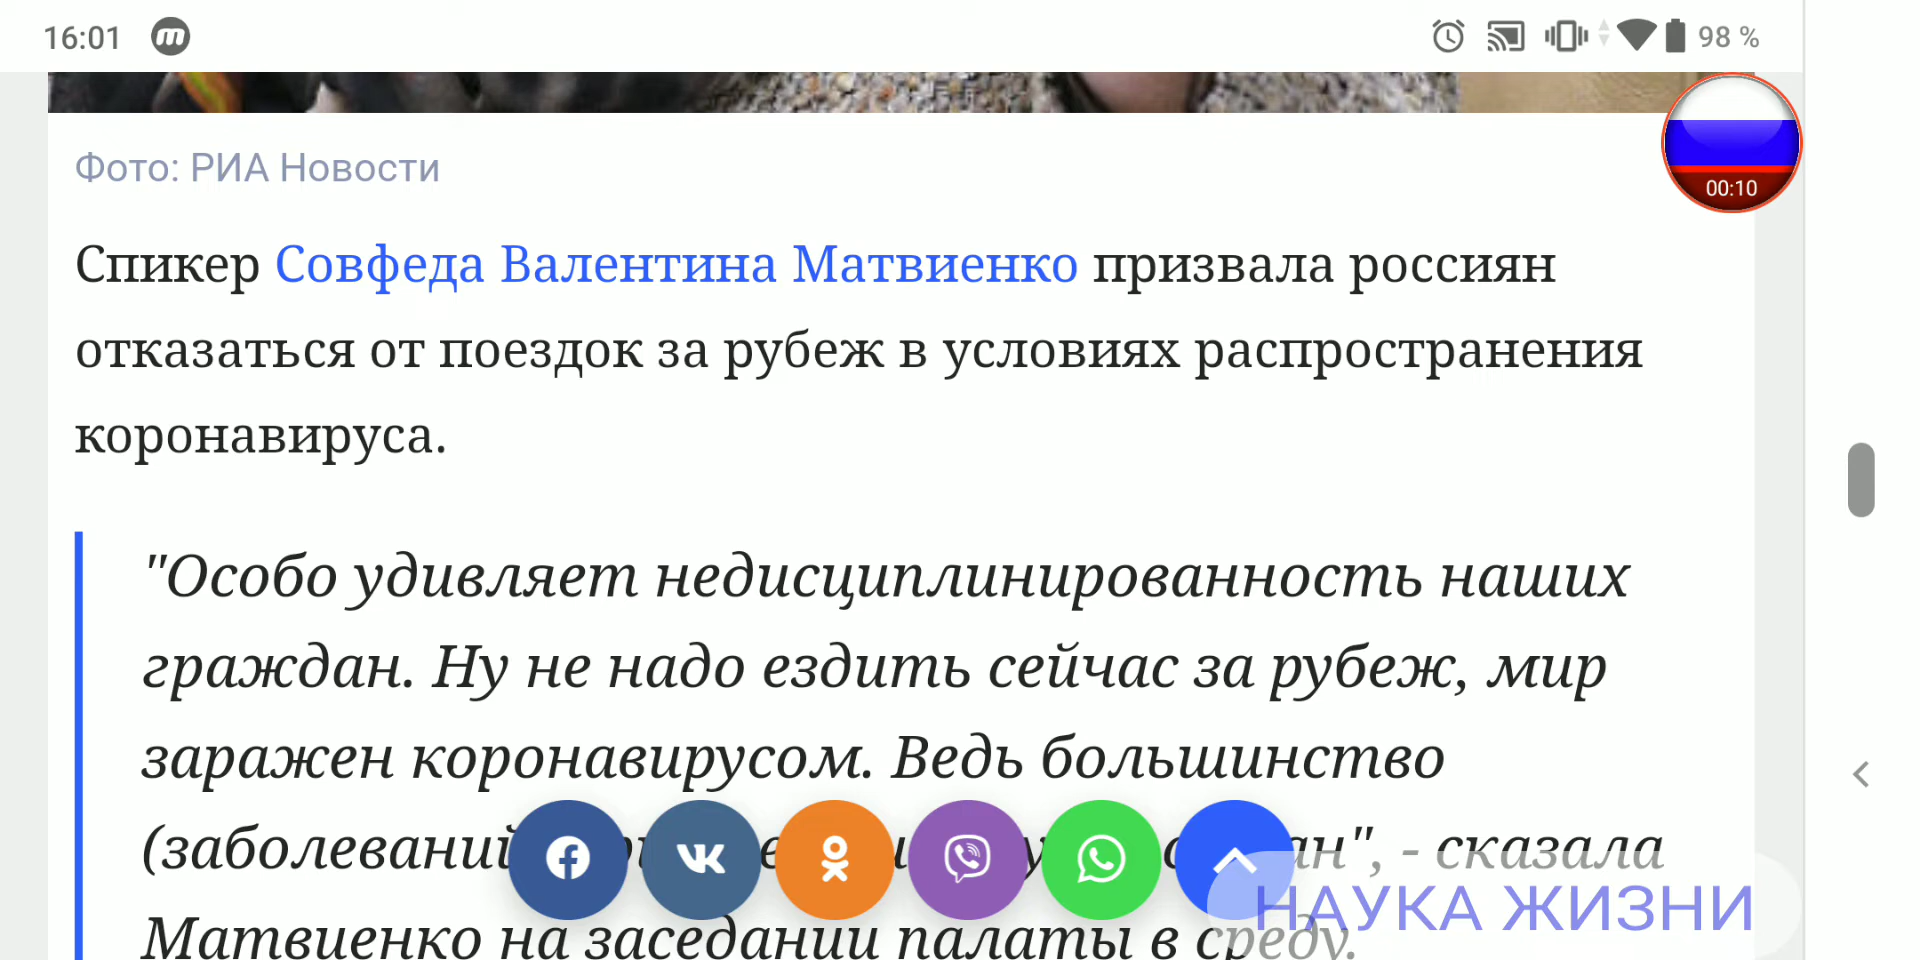 16:01
98 %
00:10
Фото: РИА Новости
Спикер Совфеда Валентина Матвиенко призвала россиян
отказаться от поездок за рубеж в условиях распространения
коронавируса.
"Особо удивляет недисциплинированность наших
граждан. Ну не надо ездить сейчас за рубеж, мир
заражен коронавирусом. Ведь большинство
(заболеваний", - сказала
Матвиенко на заседании палаты в среду.
НАУКА ЖИЗНИ